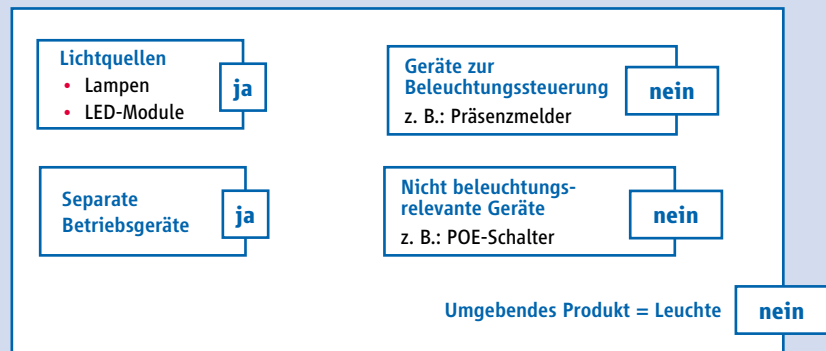 Lichtquellen
• Lampen
• LED-Module
ja
Geräte zur
Beleuchtungssteuerung
z. B.: Präsenzmelder
nein
Separate
Betriebsgeräte
ja
Nicht beleuchtungs-
relevante Geräte
z. B.: POE-Schalter
nein
Umgebendes Produkt = Leuchte
nein